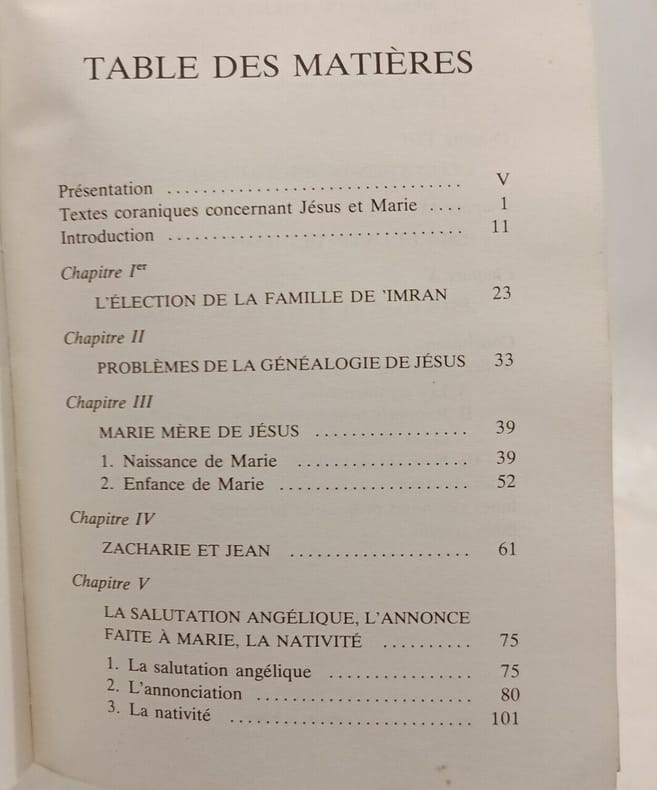 TABLE DES MATIÈRES
Présentation ................................. V
Textes coraniques concernant Jésus et Marie .... 1
Introduction ................................. 11
Chapitre Ier
L'ÉLECTION DE LA FAMILLE DE 'IMRAN 23
Chapitre II
PROBLÈMES DE LA GÉNÉALOGIE DE JÉSUS 33
Chapitre III
MARIE MÈRE DE JÉSUS ................. 39
1. Naissance de Marie ................... 39
2. Enfance de Marie ..................... 52
Chapitre IV
ZACHARIE ET JEAN .................... 61
Chapitre V
LA SALUTATION ANGÉLIQUE, L'ANNONCE
FAITE À MARIE, LA NATIVITÉ .......... 75
1. La salutation angélique ................ 75
2. L'annonciation ........................ 80
3. La nativité ........................... 101